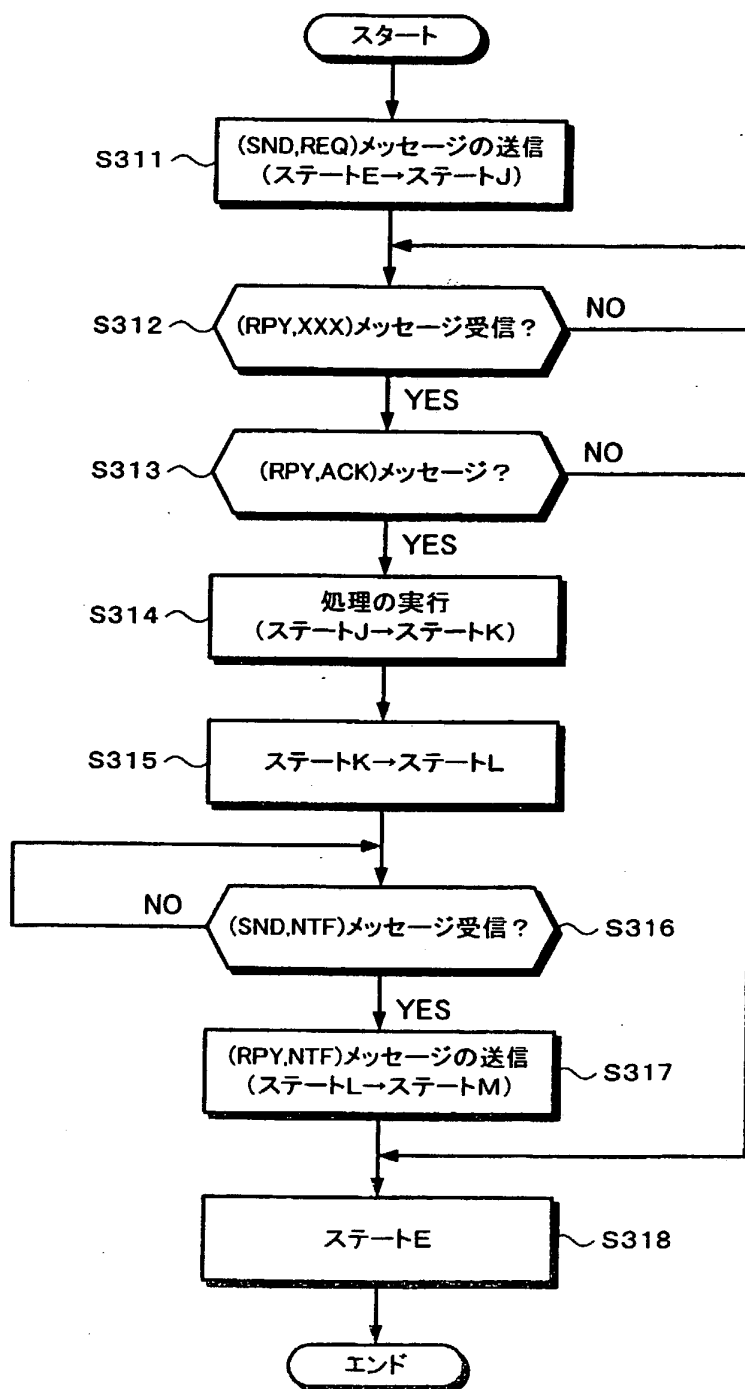 スタート
S311
(SND,REQ)メッセージの送信
(ステートE→ステートJ)
S312
(RPY,XXX)メッセージ受信?
NO
YES
S313
(RPY,ACK)メッセージ?
NO
YES
S314
処理の実行
(ステートJ→ステートK)
S315
ステートK→ステートL
NO
(SND,NTF)メッセージ受信?
S316
YES
(RPY,NTF)メッセージの送信
(ステートL→ステートM)
S317
ステートE
S318
エンド